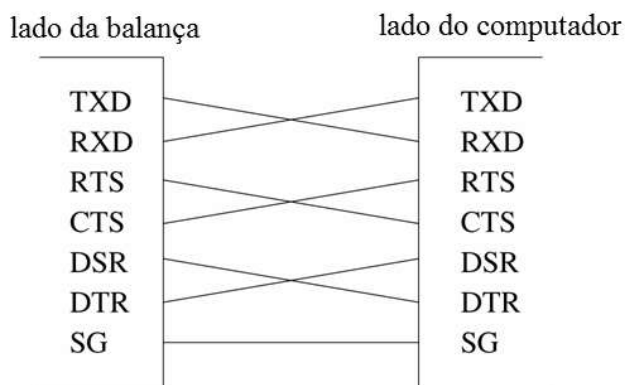 lado da balança
lado do computador
TXD TXD
RXD RXD
RTS RTS
CTS CTS
DSR DSR
DTR DTR
SG SG